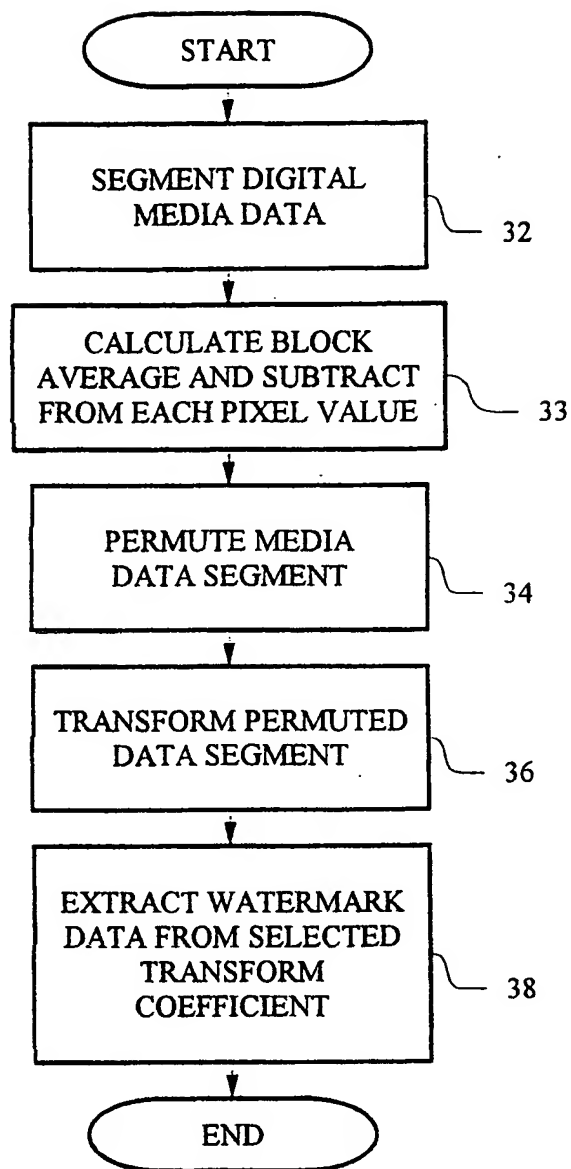 START
SEGMENT DIGITAL
MEDIA DATA
32
CALCULATE BLOCK
AVERAGE AND SUBTRACT
FROM EACH PIXEL VALUE
33
PERMUTE MEDIA
DATA SEGMENT
34
TRANSFORM PERMUTED
DATA SEGMENT
36
EXTRACT WATERMARK
DATA FROM SELECTED
TRANSFORM
COEFFICIENT
38
END